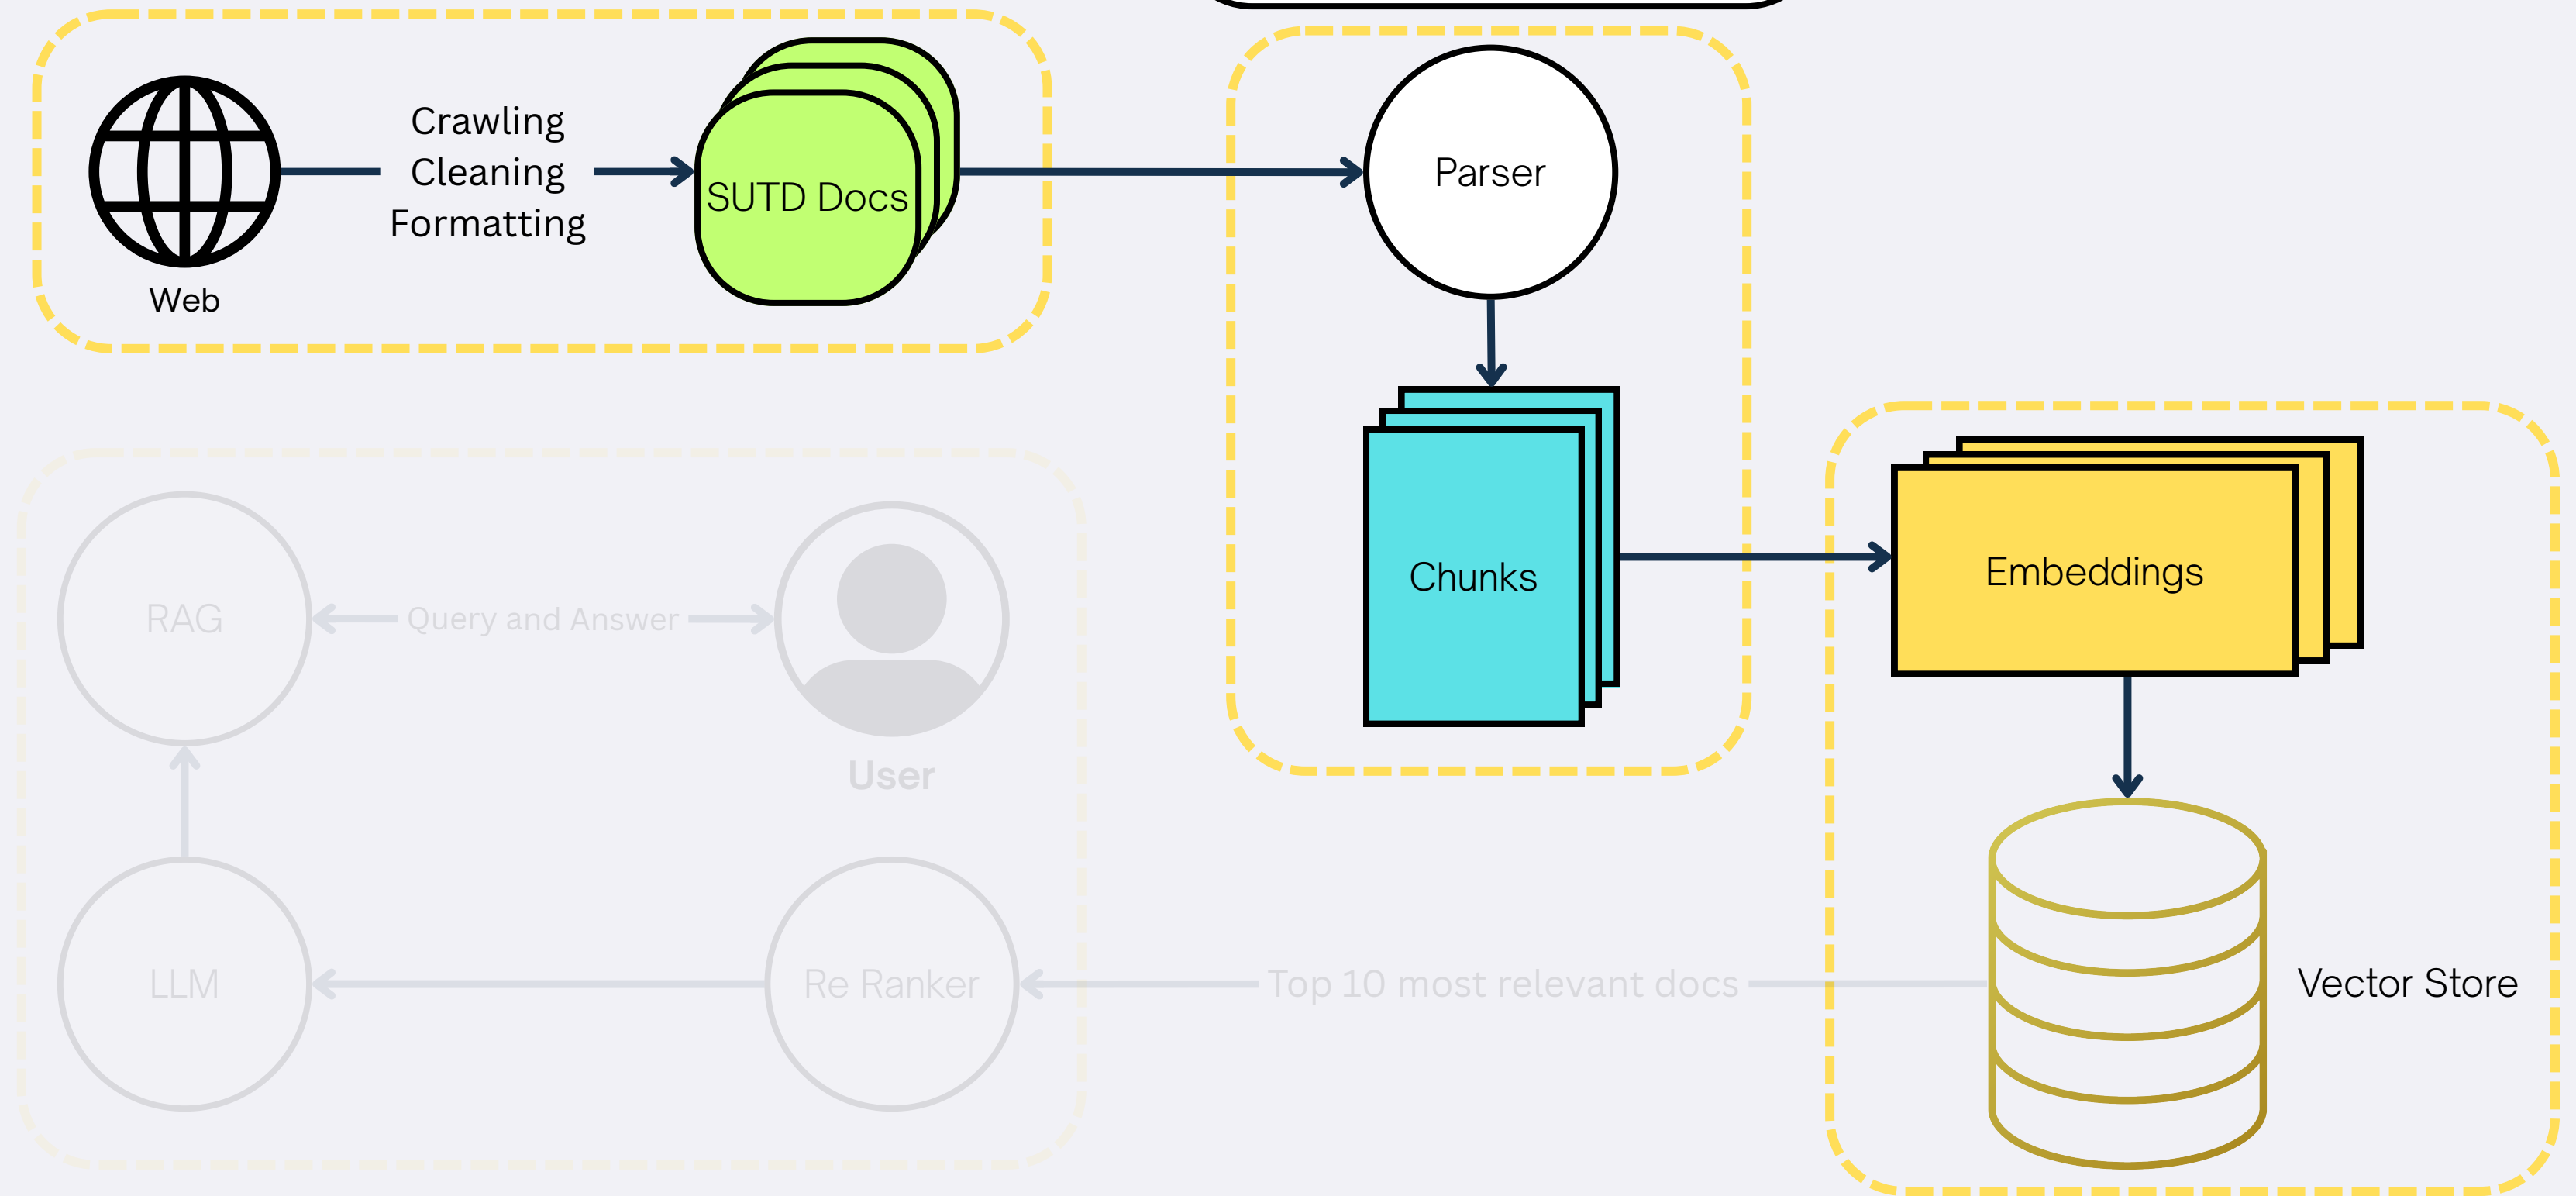 Crawling
Cleaning
Formatting
Web
SUTD Docs
Parser
Chunks
Embeddings
Vector Store
RAG
Query and Answer
User
LLM
Re Ranker
Top 10 most relevant docs